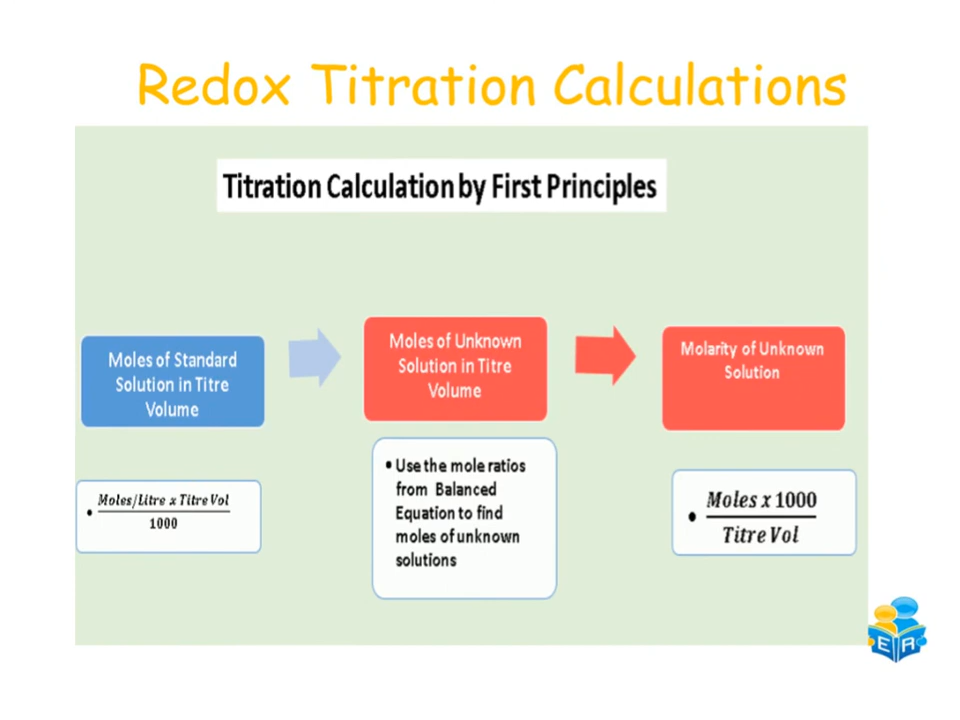 Redox Titration Calculations
Titration Calculation by First Principles
Moles of Standard
Solution in Titre
Volume
• Moles/Litre x Titre Vol
1000
Moles of Unknown
Solution in Titre
Volume
• Use the mole ratios
from Balanced
Equation to find
moles of unknown
solutions
Molarity of Unknown
Solution
• Moles x 1000
Titre Vol
E R